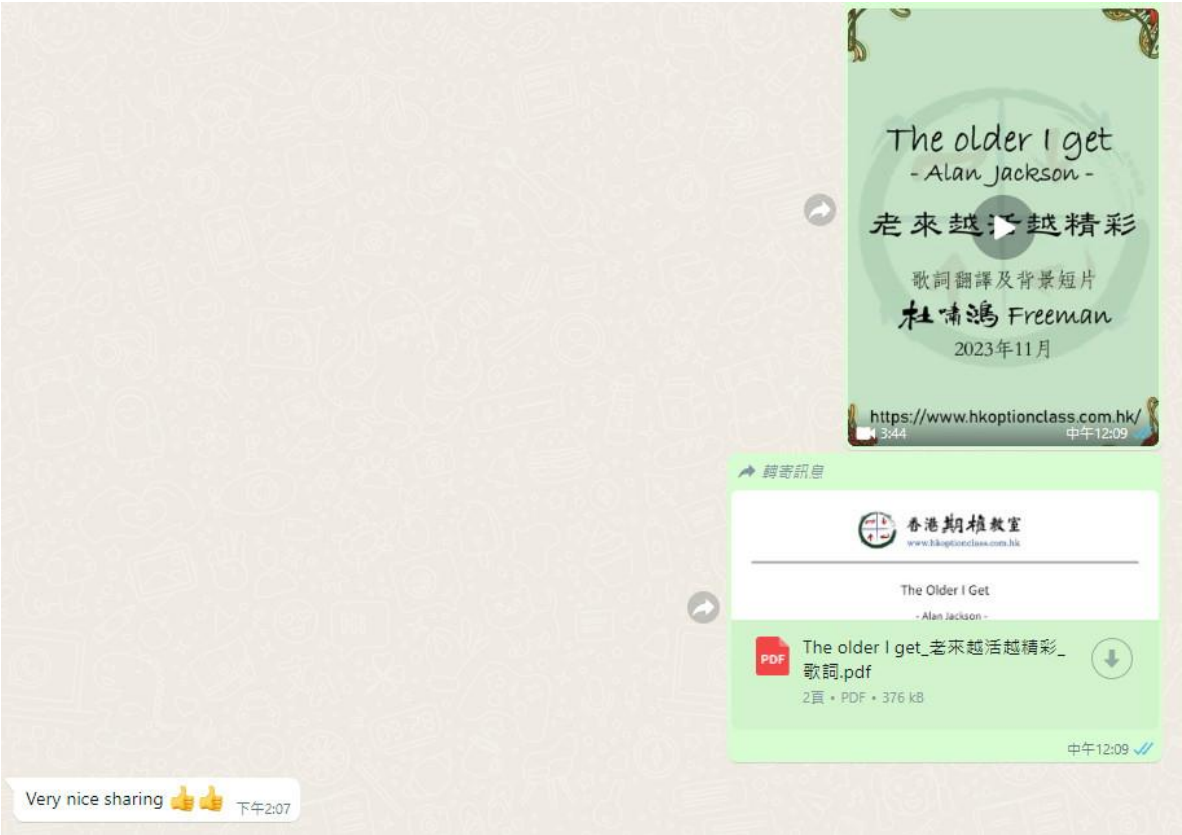 The older I get
- Alan Jackson -
老來越活越精彩
歌詞翻譯及背景短片
杜嘯鴻 Freeman
2023年11月
https://www.hkoptionclass.com.hk/
3:44
中午12:09
轉寄訊息
香港期權教室
www.hkoptionclass.com.hk
The Older I Get
- Alan Jackson -
PDF
The older I get_老來越活越精彩_
歌詞.pdf
2頁 • PDF • 376 kB
中午12:09
Very nice sharing 👍👍
下午2:07